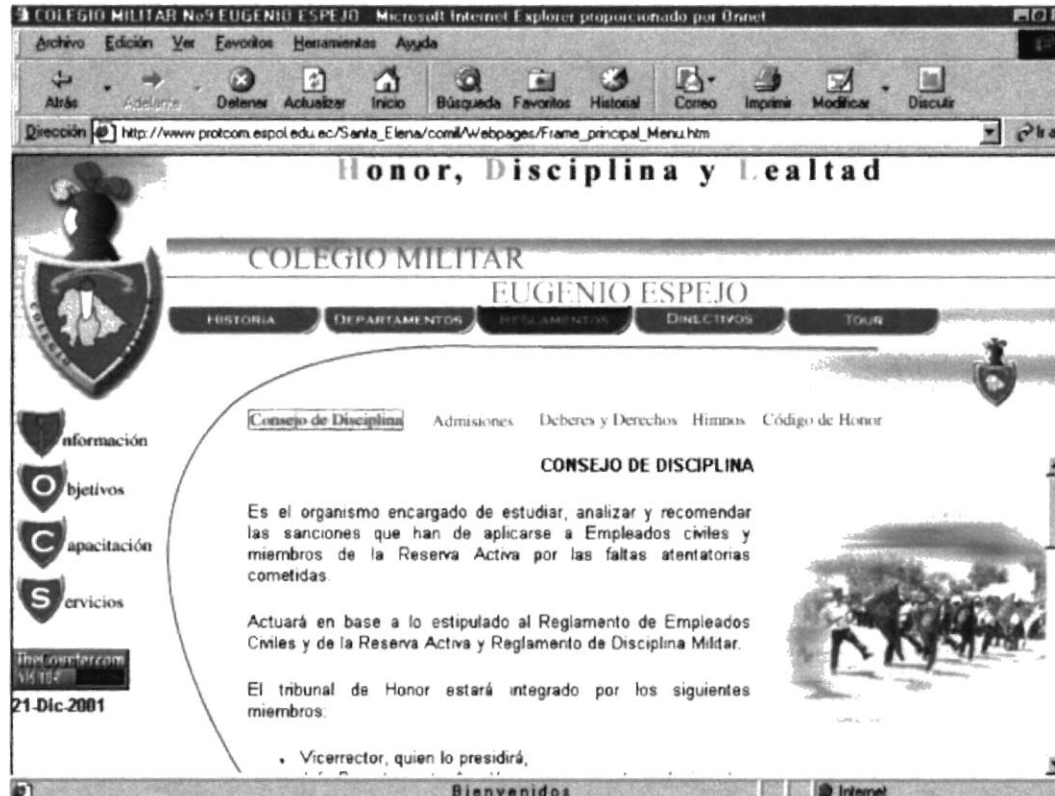 COLEGIO MILITAR No9 EUGENIO ESPEJO - Microsoft Internet Explorer proporcionado por Onnet
Archivo Edición Ver Favoritos Herramientas Ayuda
Atrás Adelante Detener Actualizar Inicio Búsqueda Favoritos Historial Correo Imprimir Modificar Discutir
Dirección http://www.protcom.espol.edu.ec/Santa_Elena/comil/Webpages/Frame_principal_Menu.htm Ir a
Honor, Disciplina y Lealtad
COLEGIO MILITAR
EUGENIO ESPEJO
HISTORIA DEPARTAMENTOS REGLAMENTOS DIRECTIVOS TOUR
COLEGIO
Consejo de Disciplina Admisiones Deberes y Derechos Himnos Código de Honor
Información
Objetivos
Capacitación
Servicios
TheCounter.com
21-Dic-2001
CONSEJO DE DISCIPLINA
Es el organismo encargado de estudiar, analizar y recomendar
las sanciones que han de aplicarse a Empleados civiles y
miembros de la Reserva Activa por las faltas atentatorias
cometidas.
Actuará en base a lo estipulado al Reglamento de Empleados
Civiles y de la Reserva Activa y Reglamento de Disciplina Militar.
El tribunal de Honor estará integrado por los siguientes
miembros:
• Vicerrector, quien lo presidirá,
Bienvenidos Internet